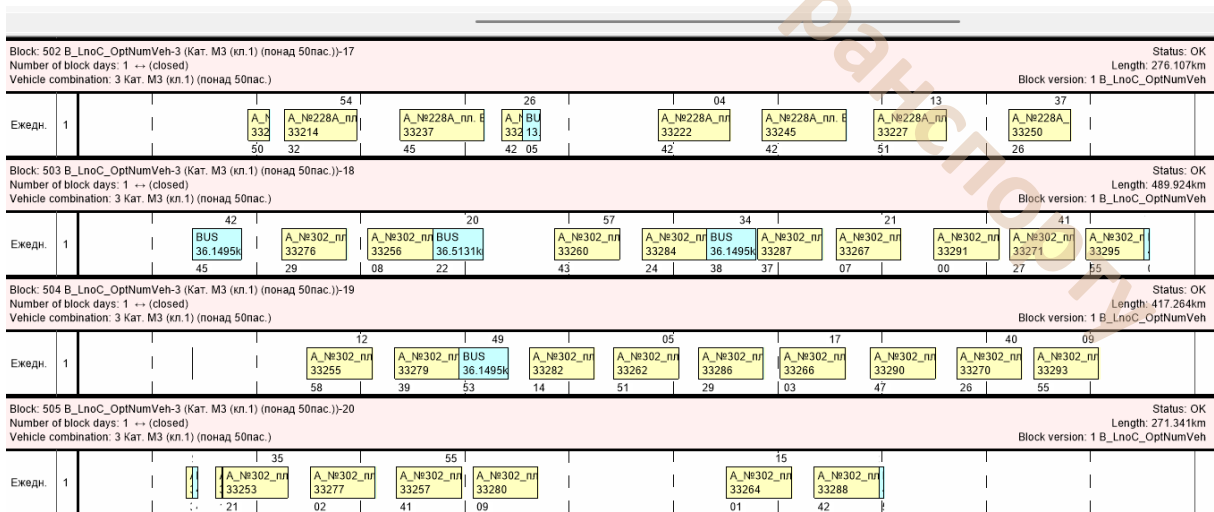 Block: 502 B_LnoC_OptNumVeh-3 (Кат. М3 (кл.1) (понад 50пас.))-17 Status: OK
Number of block days: 1 ↔ (closed) Length: 276.107km
Vehicle combination: 3 Кат. М3 (кл.1) (понад 50пас.) Block version: 1 B_LnoC_OptNumVeh
54 26 04 13 37
A_N A_№228A_пл A_№228A_пл. E A_N BU A_№228A_пл A_№228A_пл. E A_№228A_пл A_№228A_
Ежедн. 1 332 33214 33237 332 13. 33222 33245 33227 33250
50 32 45 42 05 42 42 51 26
Block: 503 B_LnoC_OptNumVeh-3 (Кат. М3 (кл.1) (понад 50пас.))-18 Status: OK
Number of block days: 1 ↔ (closed) Length: 489.924km
Vehicle combination: 3 Кат. М3 (кл.1) (понад 50пас.) Block version: 1 B_LnoC_OptNumVeh
42 20 57 34 21 41
BUS A_№302_пл A_№302_пл BUS A_№302_пл A_№302_пл BUS A_№302_пл A_№302_пл A_№302_пл A_№302_пл A_№302_п
Ежедн. 1 36.1495k 33276 33256 36.5131k 33260 33284 36.1495k 33287 33267 33291 33271 33295
45 29 08 22 43 24 38 37 07 00 27 55
Block: 504 B_LnoC_OptNumVeh-3 (Кат. М3 (кл.1) (понад 50пас.))-19 Status: OK
Number of block days: 1 ↔ (closed) Length: 417.264km
Vehicle combination: 3 Кат. М3 (кл.1) (понад 50пас.) Block version: 1 B_LnoC_OptNumVeh
12 49 05 17 40 09
A_№302_пл A_№302_пл BUS A_№302_пл A_№302_пл A_№302_пл A_№302_пл A_№302_пл A_№302_пл A_№302_пл
Ежедн. 1 33255 33279 36.1495k 33282 33262 33286 33266 33290 33270 33293
58 39 53 14 51 29 03 47 26 55
Block: 505 B_LnoC_OptNumVeh-3 (Кат. М3 (кл.1) (понад 50пас.))-20 Status: OK
Number of block days: 1 ↔ (closed) Length: 271.341km
Vehicle combination: 3 Кат. М3 (кл.1) (понад 50пас.) Block version: 1 B_LnoC_OptNumVeh
35 55 15
A_№302_пл A_№302_пл A_№302_пл A_№302_пл A_№302_пл A_№302_пл
Ежедн. 1 33253 33277 33257 33280 33264 33288
21 02 41 09 01 42
ранспорту